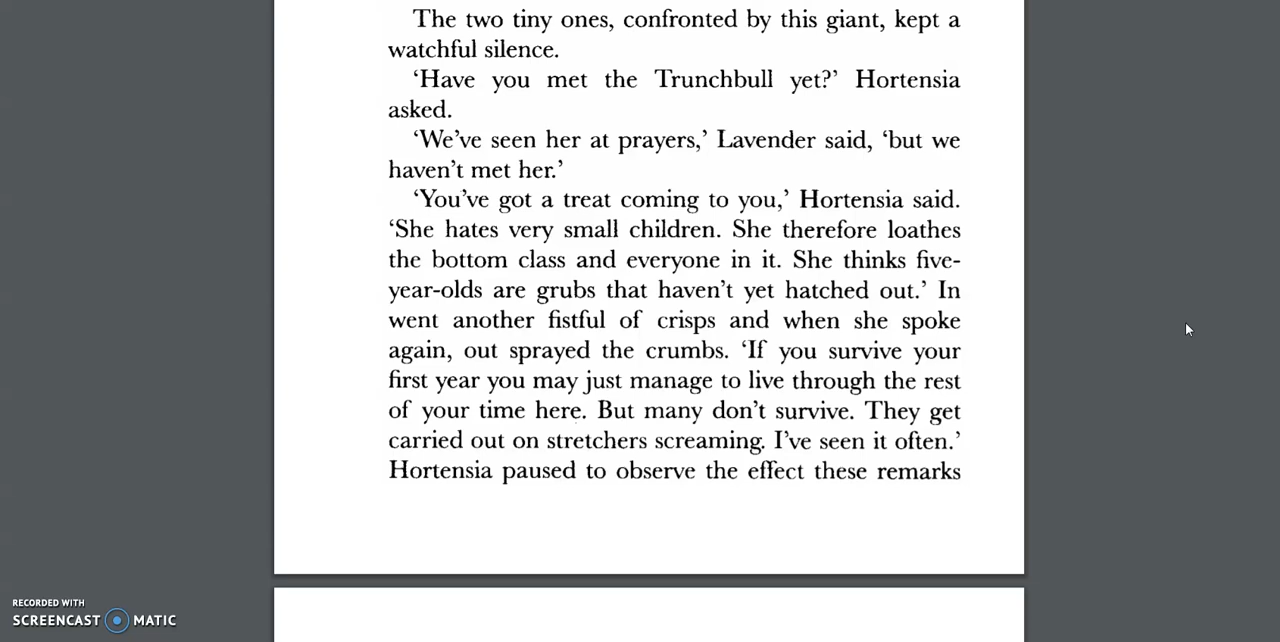 The two tiny ones, confronted by this giant, kept a
watchful silence.
‘Have you met the Trunchbull yet?’ Hortensia
asked.
‘We’ve seen her at prayers,’ Lavender said, ‘but we
haven’t met her.’
‘You’ve got a treat coming to you,’ Hortensia said.
‘She hates very small children. She therefore loathes
the bottom class and everyone in it. She thinks five-
year-olds are grubs that haven’t yet hatched out.’ In
went another fistful of crisps and when she spoke
again, out sprayed the crumbs. ‘If you survive your
first year you may just manage to live through the rest
of your time here. But many don’t survive. They get
carried out on stretchers screaming. I’ve seen it often.’
Hortensia paused to observe the effect these remarks
RECORDED WITH
SCREENCAST MATIC